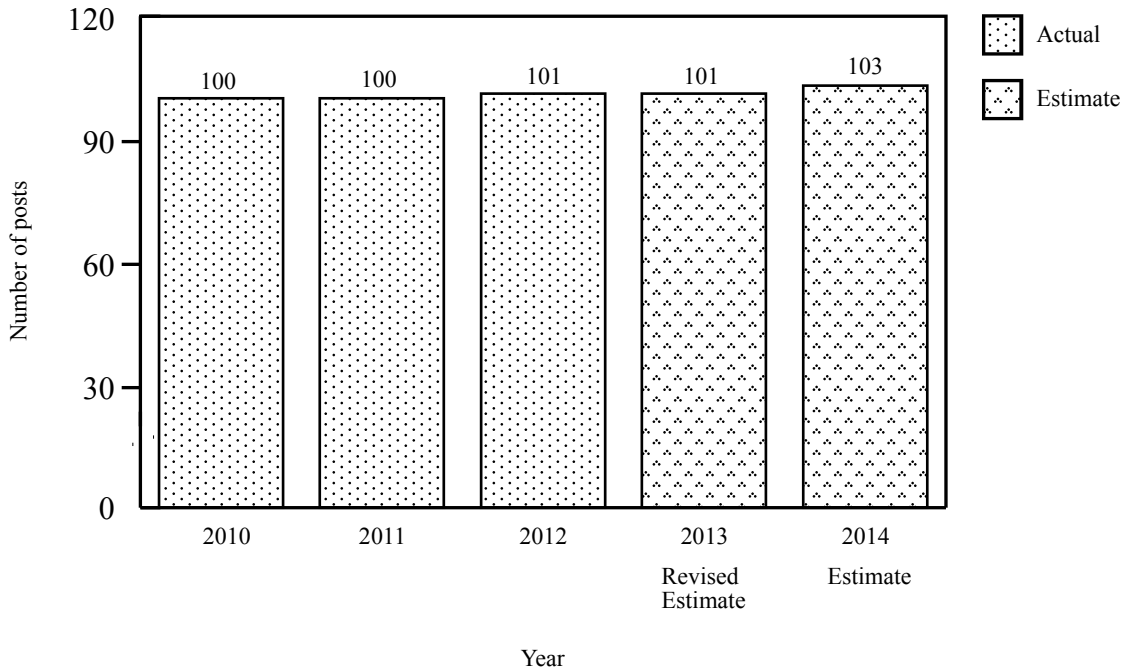 120
90
60
30
0
Number of posts
100
100
101
101
103
2010
2011
2012
2013
2014
Revised
Estimate
Estimate
Year
Actual
Estimate